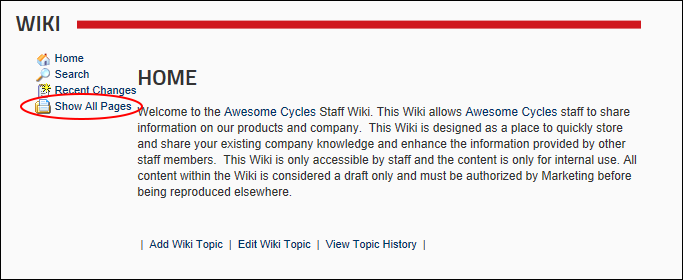 WIKI
Home
Search
Recent Changes
Show All Pages
HOME
Welcome to the Awesome Cycles Staff Wiki. This Wiki allows Awesome Cycles staff to share
information on our products and company.  This Wiki is designed as a place to quickly store
and share your existing company knowledge and enhance the information provided by other
staff members.  This Wiki is only accessible by staff and the content is only for internal use. All
content within the Wiki is considered a draft only and must be authorized by Marketing before
being reproduced elsewhere.
| Add Wiki Topic | Edit Wiki Topic | View Topic History |